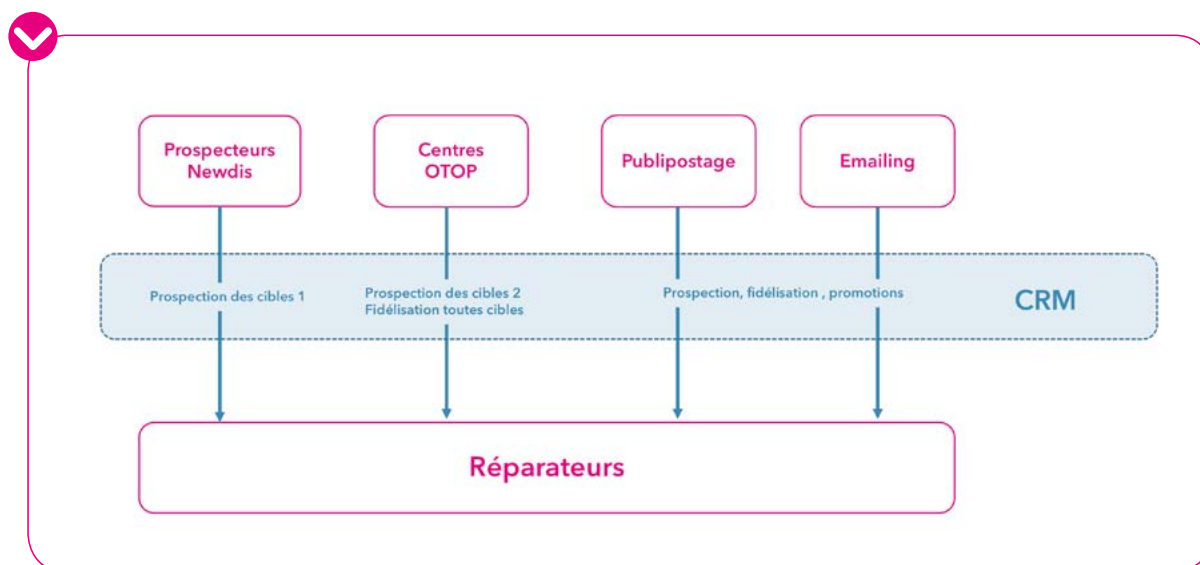 Prospecteurs
Newdis
Centres
OTOP
Publipostage
Emailing
Prospection des cibles 1
Prospection des cibles 2
Fidélisation toutes cibles
Prospection, fidélisation , promotions
CRM
Réparateurs